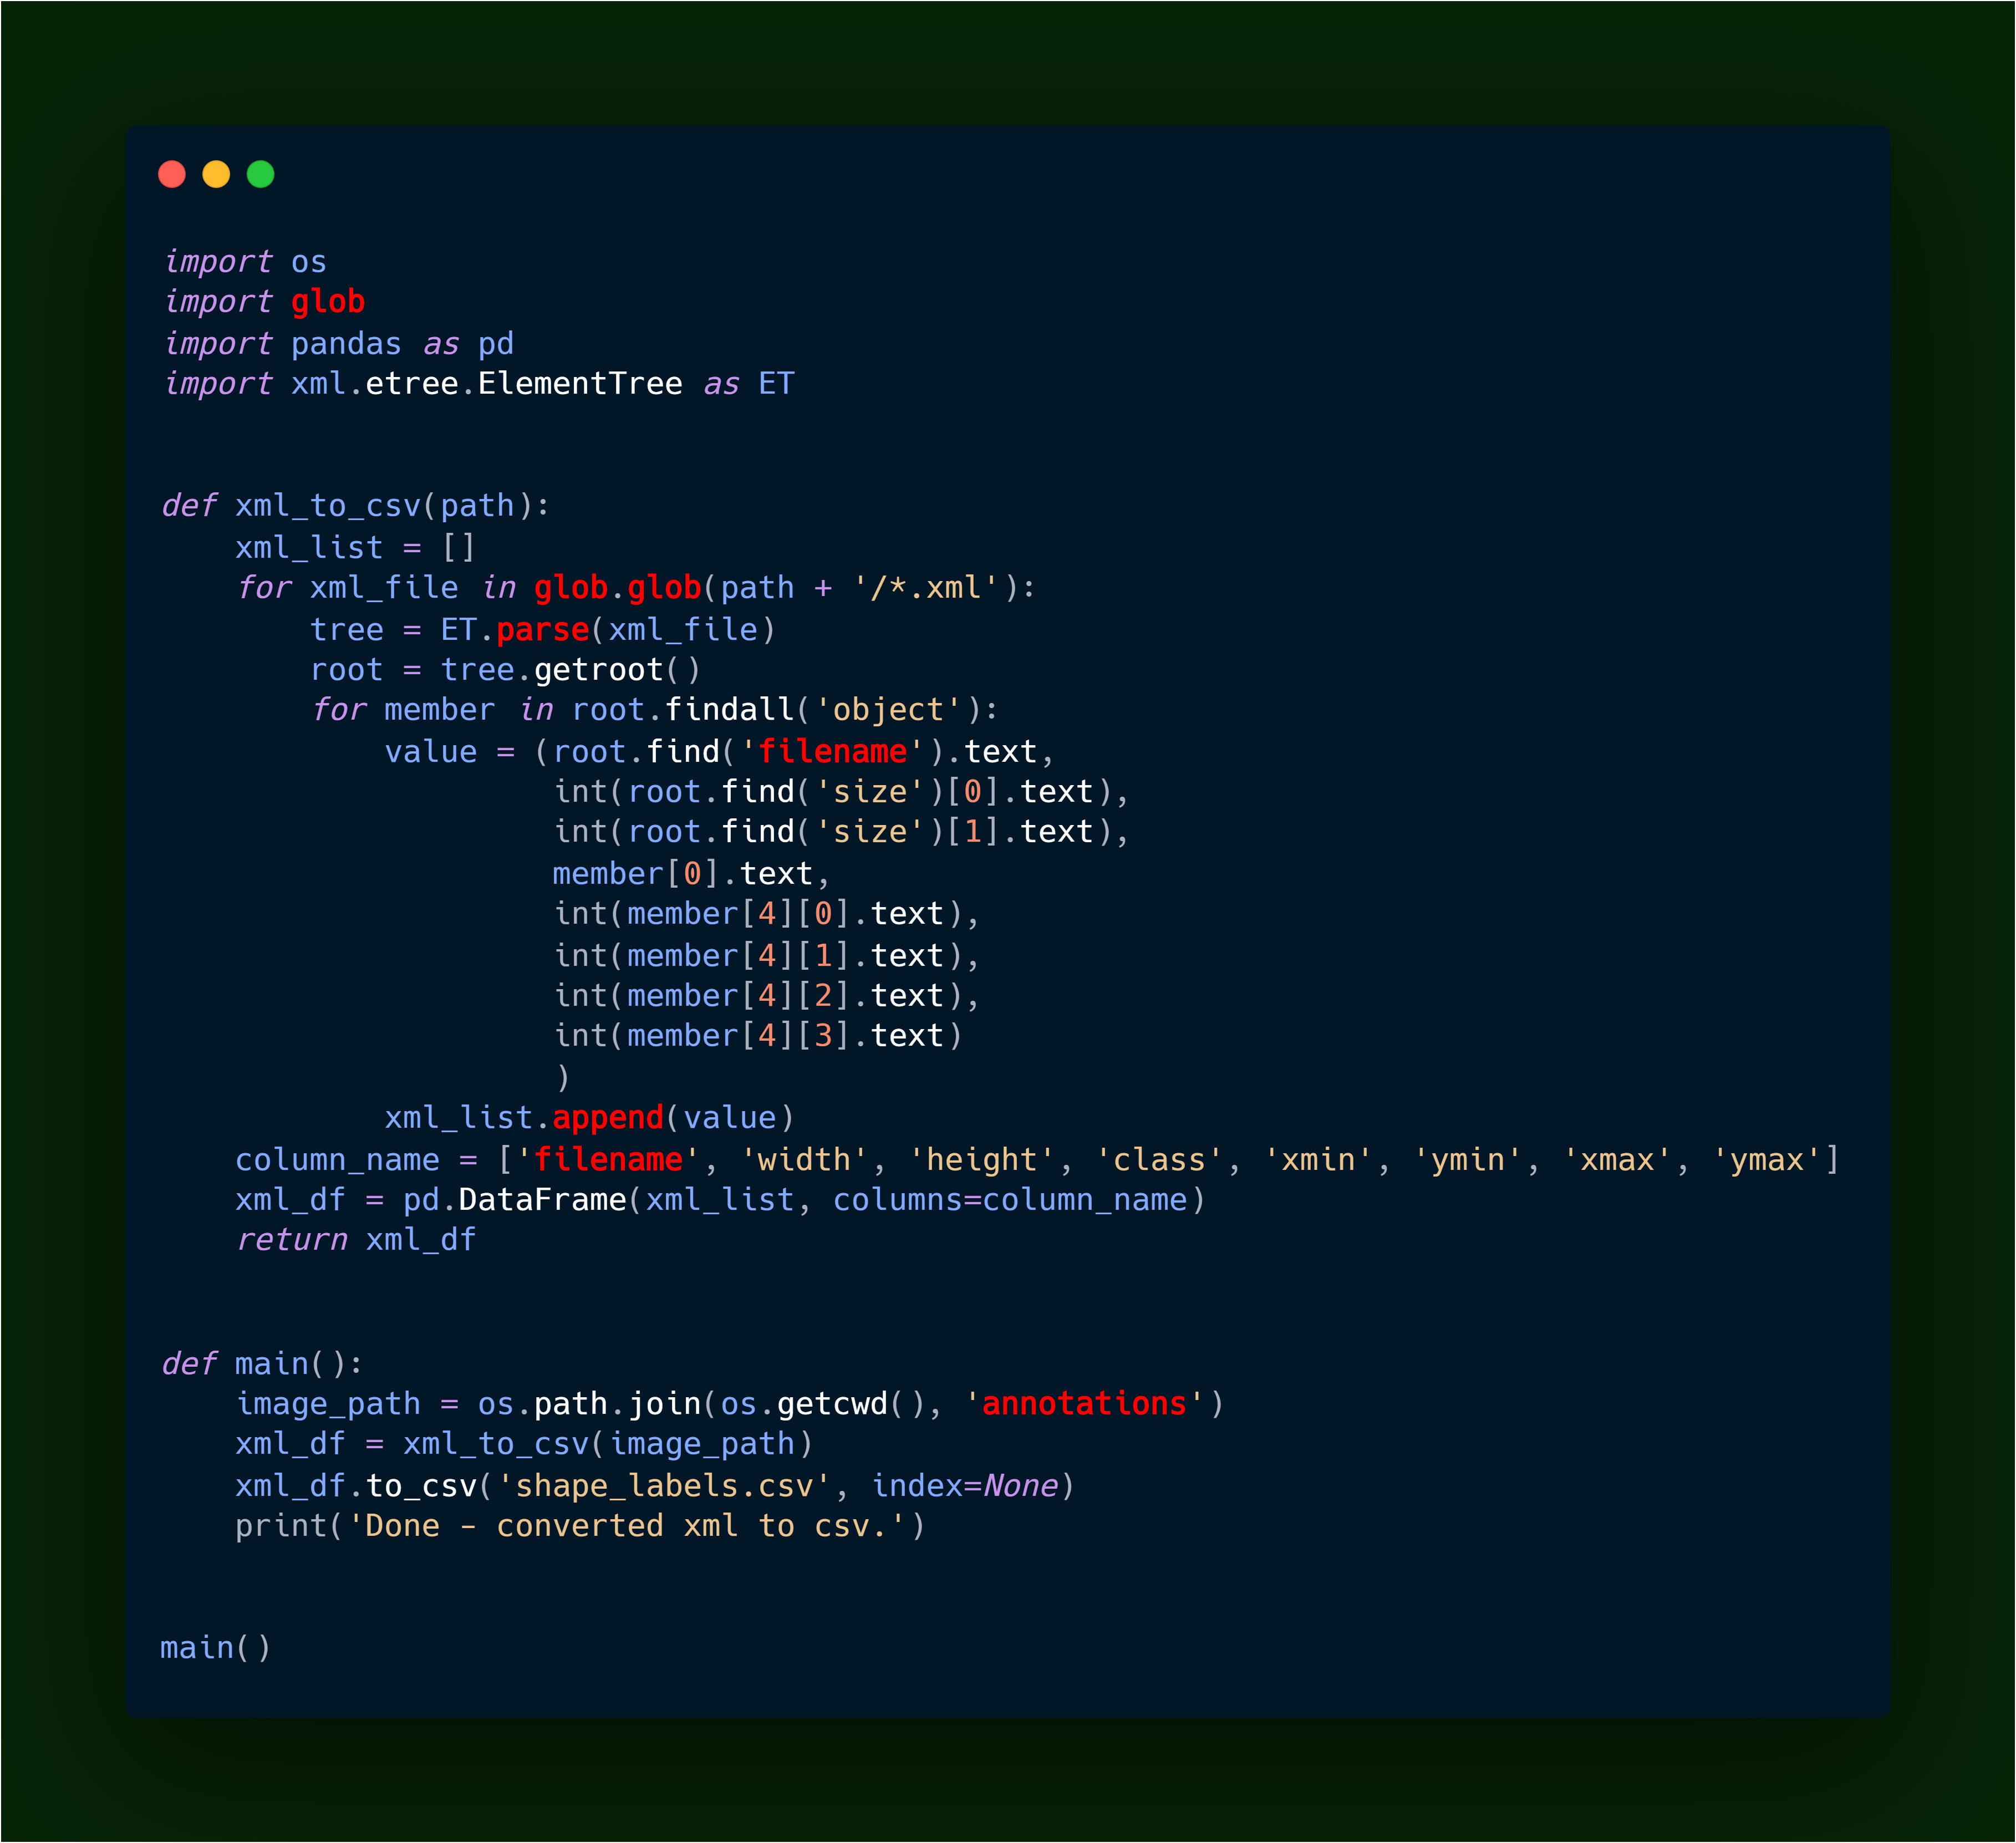 import os
import glob
import pandas as pd
import xml.etree.ElementTree as ET
def xml_to_csv(path):
    xml_list = []
    for xml_file in glob.glob(path + '/*.xml'):
        tree = ET.parse(xml_file)
        root = tree.getroot()
        for member in root.findall('object'):
            value = (root.find('filename').text,
                     int(root.find('size')[0].text),
                     int(root.find('size')[1].text),
                     member[0].text,
                     int(member[4][0].text),
                     int(member[4][1].text),
                     int(member[4][2].text),
                     int(member[4][3].text)
                     )
            xml_list.append(value)
    column_name = ['filename', 'width', 'height', 'class', 'xmin', 'ymin', 'xmax', 'ymax']
    xml_df = pd.DataFrame(xml_list, columns=column_name)
    return xml_df
def main():
    image_path = os.path.join(os.getcwd(), 'annotations')
    xml_df = xml_to_csv(image_path)
    xml_df.to_csv('shape_labels.csv', index=None)
    print('Done - converted xml to csv.')
main()